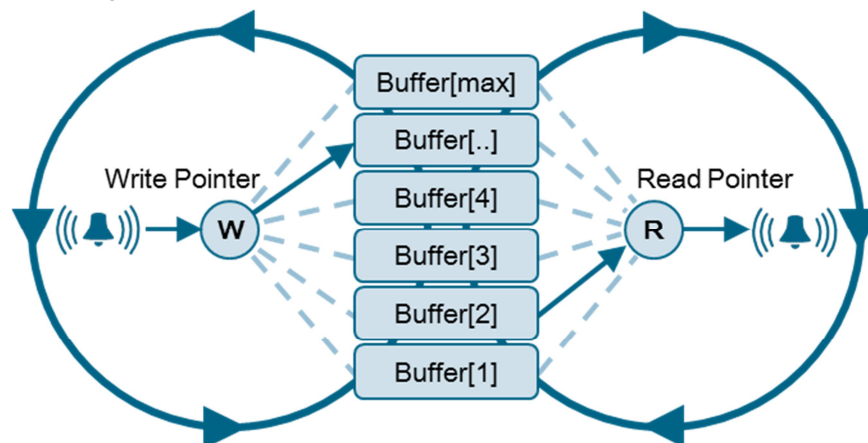 Buffer[max]
Buffer[..]
Write Pointer
Read Pointer
Buffer[4]
W
R
Buffer[3]
Buffer[2]
Buffer[1]